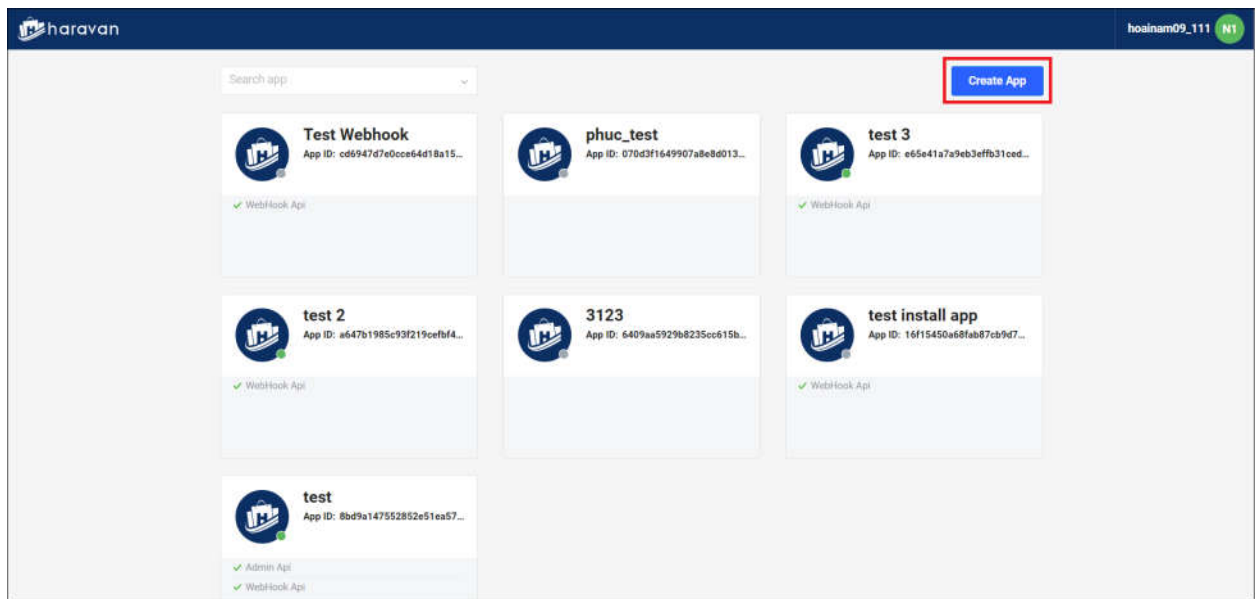 haravan
hoainam09_111 N1
Search app
Create App
Test Webhook
App ID: cd6947d7e0cce64d18a15...
WebHook Api
phuc_test
App ID: 070d3f1649907a8e8d013...
test 3
App ID: e65e41a7a9eb3effb31ced...
WebHook Api
test 2
App ID: a647b1985c93f219cefbf4...
WebHook Api
3123
App ID: 6409aa5929b8235cc615b...
test install app
App ID: 16f15450a68fab87cb9d7...
WebHook Api
test
App ID: 8bd9a147552852e51ea57...
Admin Api
WebHook Api